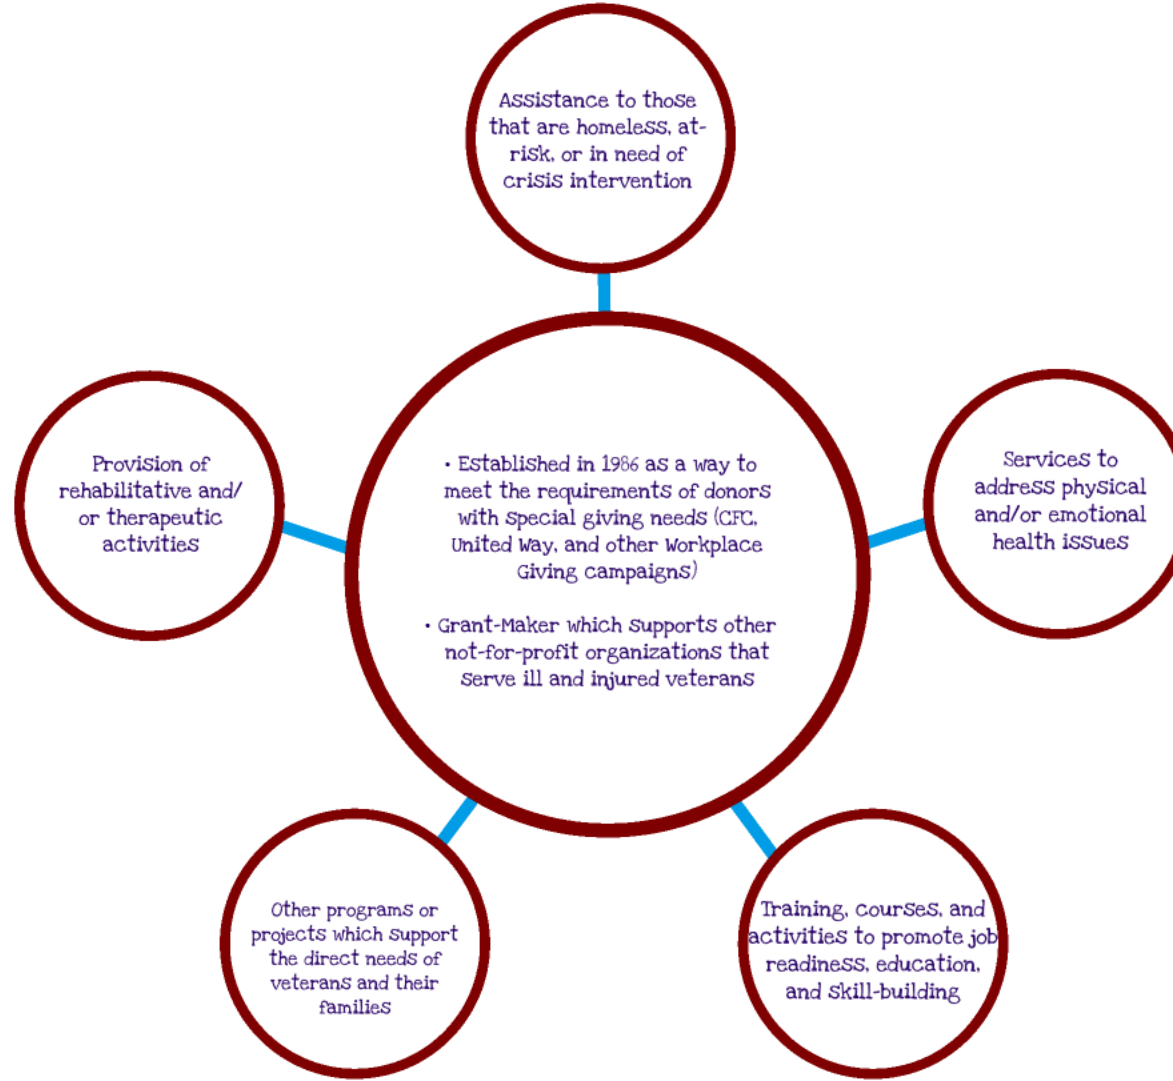 Assistance to those
that are homeless, at-
risk, or in need of
crisis intervention
Provision of
rehabilitative and/
or therapeutic
activities
• Established in 1986 as a way to
meet the requirements of donors
with special giving needs (CFC,
United Way, and other Workplace
Giving campaigns)
• Grant-Maker which supports other
not-for-profit organizations that
serve ill and injured veterans
Services to
address physical
and/or emotional
health issues
Other programs or
projects which support
the direct needs of
veterans and their
families
Training, courses, and
activities to promote job
readiness, education,
and skill-building